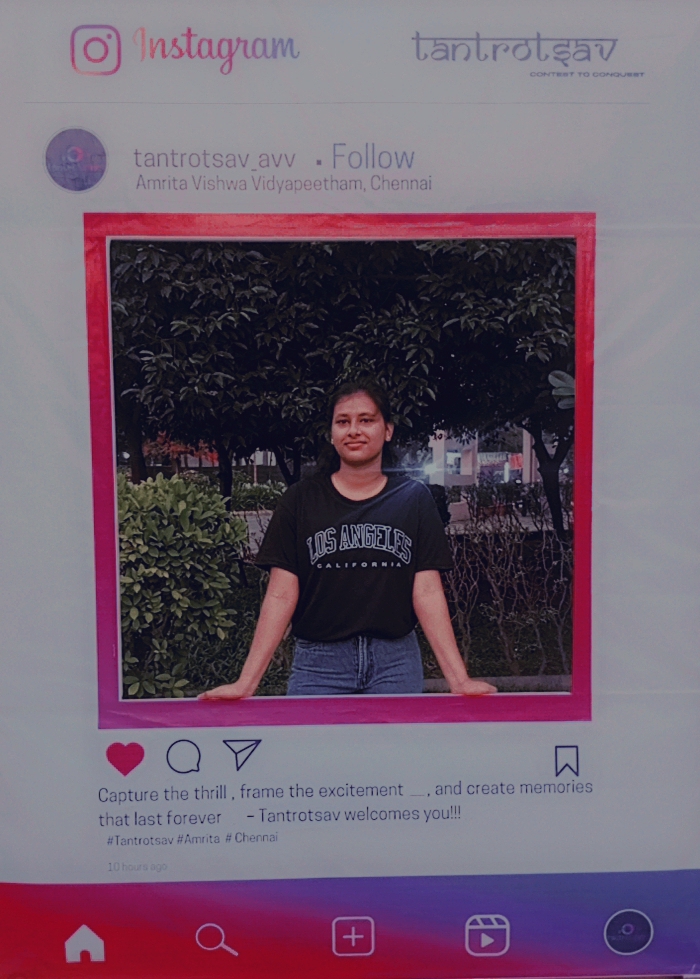 Instagram
tantrotsav
CONTEST TO CONQUEST
tantrotsav_avv . Follow
Amrita Vishwa Vidyapeetham, Chennai
LOS ANGELES
CALIFORNIA
Capture the thrill , frame the excitement __ , and create memories
that last forever – Tantrotsav welcomes you!!!
#Tantrotsav #Amrita # Chennai
10 hours ago